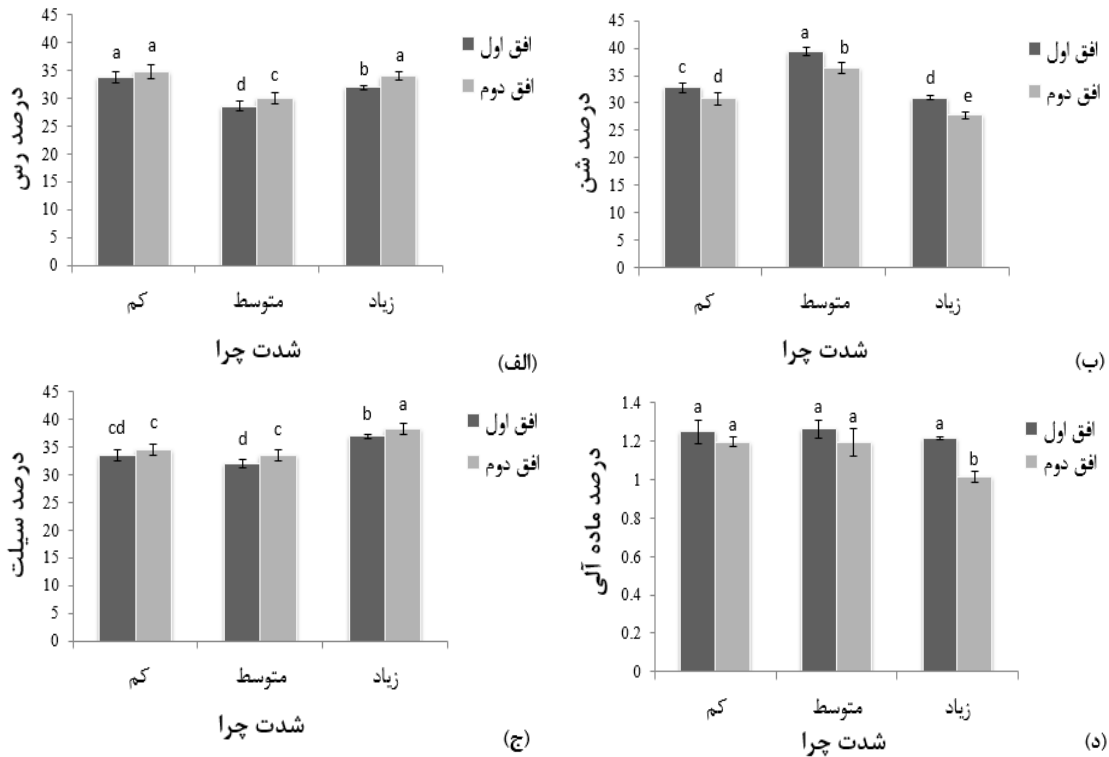 45
40
35
30
25
20
15
10
5
0
درصد رس
a a d c b a
کم متوسط زیاد
شدت چرا
افق اول
افق دوم
(الف)
45
40
35
30
25
20
15
10
5
0
درصد شن
c d a b d e
کم متوسط زیاد
شدت چرا
افق اول
افق دوم
(ب)
45
40
35
30
25
20
15
10
5
0
درصد سیلت
cd c d c b a
کم متوسط زیاد
شدت چرا
افق اول
افق دوم
(ج)
1.4
1.2
1
0.8
0.6
0.4
0.2
0
درصد ماده آلی
a a a a a b
کم متوسط زیاد
شدت چرا
افق اول
افق دوم
(د)